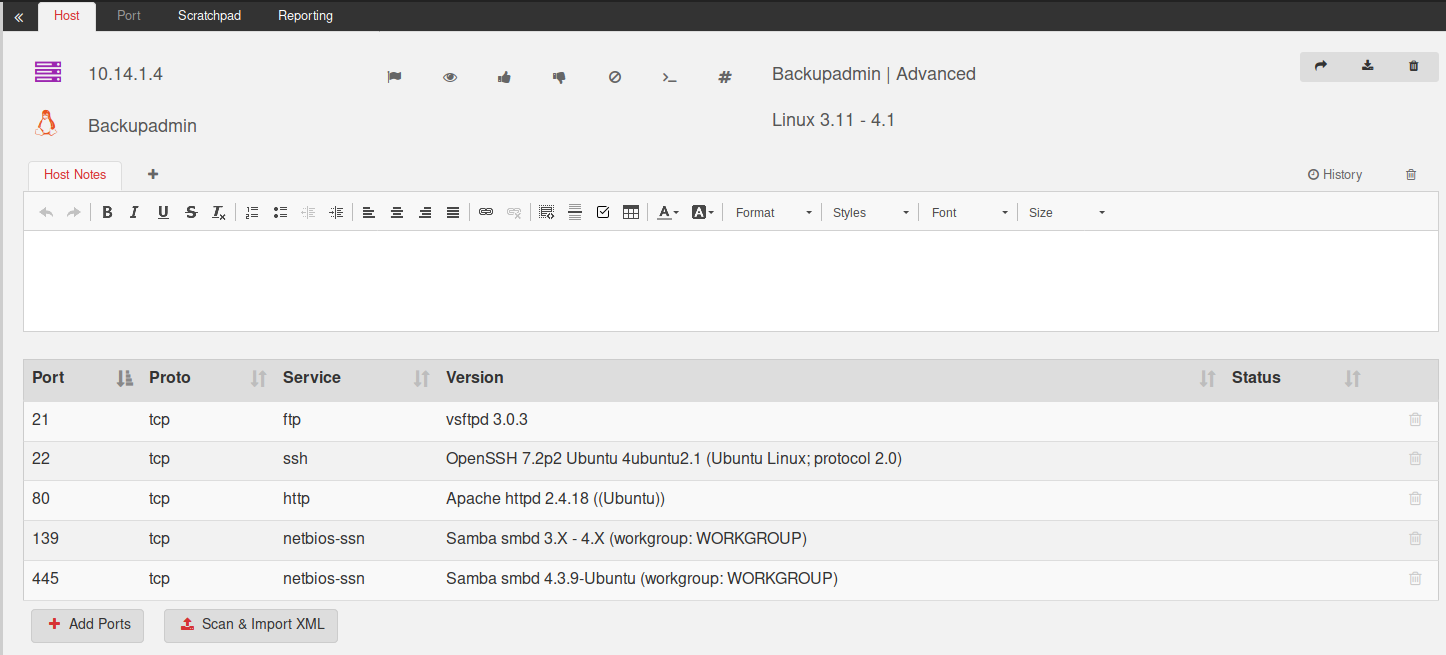 « Host Port Scratchpad Reporting
10.14.1.4 Backupadmin | Advanced
Backupadmin Linux 3.11 - 4.1
Host Notes + History
B I U S Tx A A Format Styles Font Size
Port Proto Service Version Status
21 tcp ftp vsftpd 3.0.3
22 tcp ssh OpenSSH 7.2p2 Ubuntu 4ubuntu2.1 (Ubuntu Linux; protocol 2.0)
80 tcp http Apache httpd 2.4.18 ((Ubuntu))
139 tcp netbios-ssn Samba smbd 3.X - 4.X (workgroup: WORKGROUP)
445 tcp netbios-ssn Samba smbd 4.3.9-Ubuntu (workgroup: WORKGROUP)
+ Add Ports Scan & Import XML